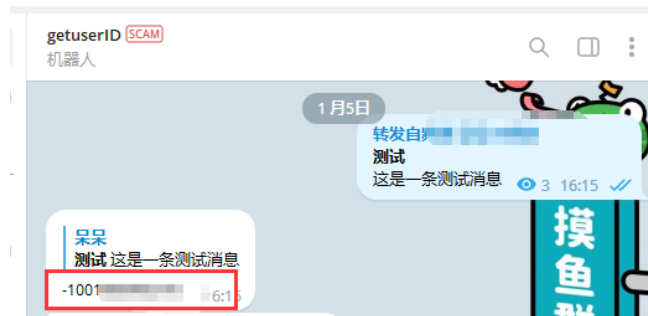 getuserID SCAM
机器人
1月5日
转发自
测试
这是一条测试消息 3 16:15
呆呆
测试 这是一条测试消息
-1001
摸
鱼
群